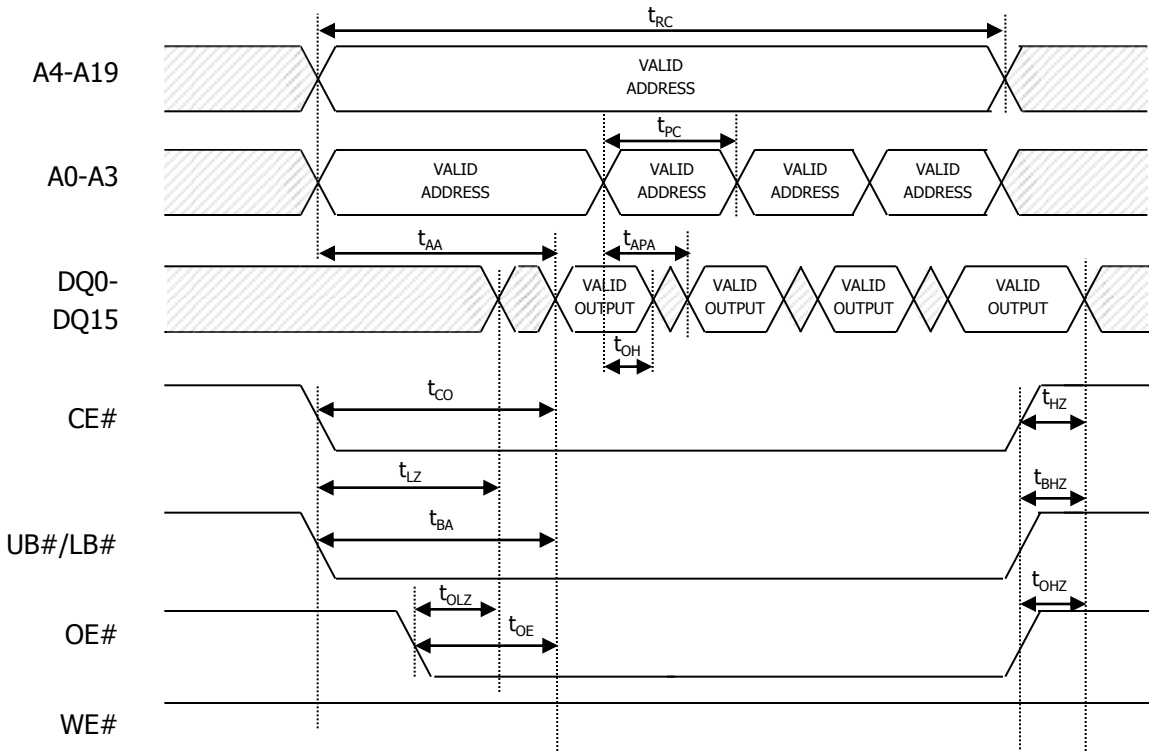 tRC
A4-A19
VALID
ADDRESS
tPC
A0-A3
VALID
ADDRESS
VALID
ADDRESS
VALID
ADDRESS
VALID
ADDRESS
tAA
tAPA
DQ0-
DQ15
VALID
OUTPUT
VALID
OUTPUT
VALID
OUTPUT
VALID
OUTPUT
tOH
CE#
tCO
tHZ
tLZ
tBHZ
UB#/LB#
tBA
tOLZ
tOHZ
OE#
tOE
WE#